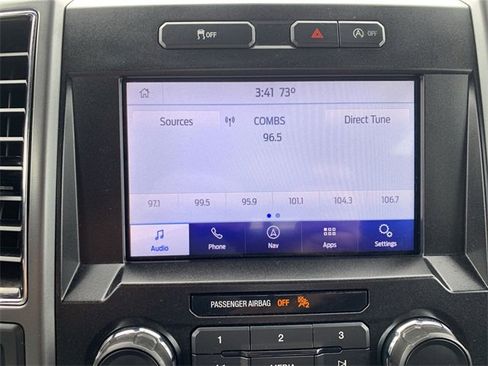 OFF OFF
3:41 73°
Sources COMBS Direct Tune
96.5
97.1 99.5 95.9 101.1 104.3 106.7
Audio Phone Nav Apps Settings
PASSENGER AIRBAG OFF
1 2 3
MEDIA